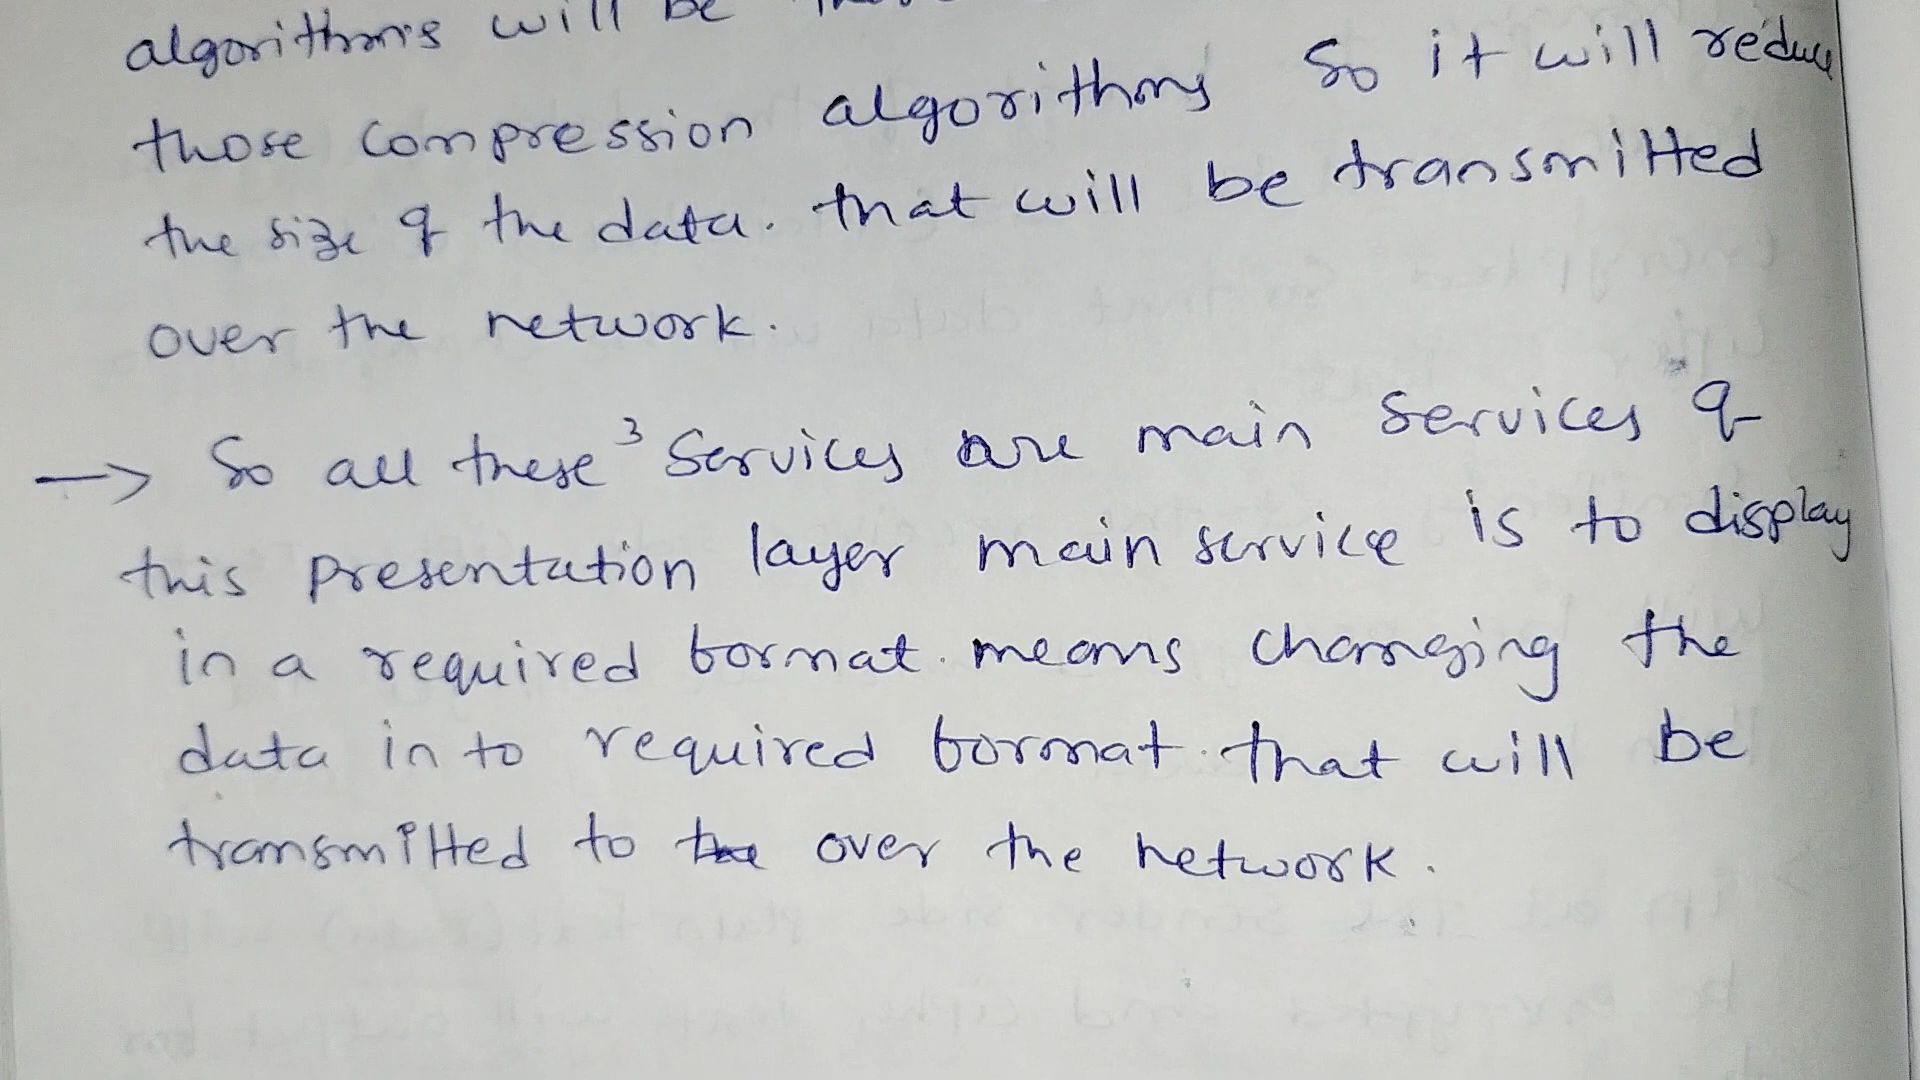 algorithms will be
those compression algorithms So it will reduce
the size of the data. that will be transmitted
over the network.
→ So all these 3 Services are main Services of
this presentation layer main service is to display
in a required format. means changing the
data in to required format. that will be
transmitted to the over the network.